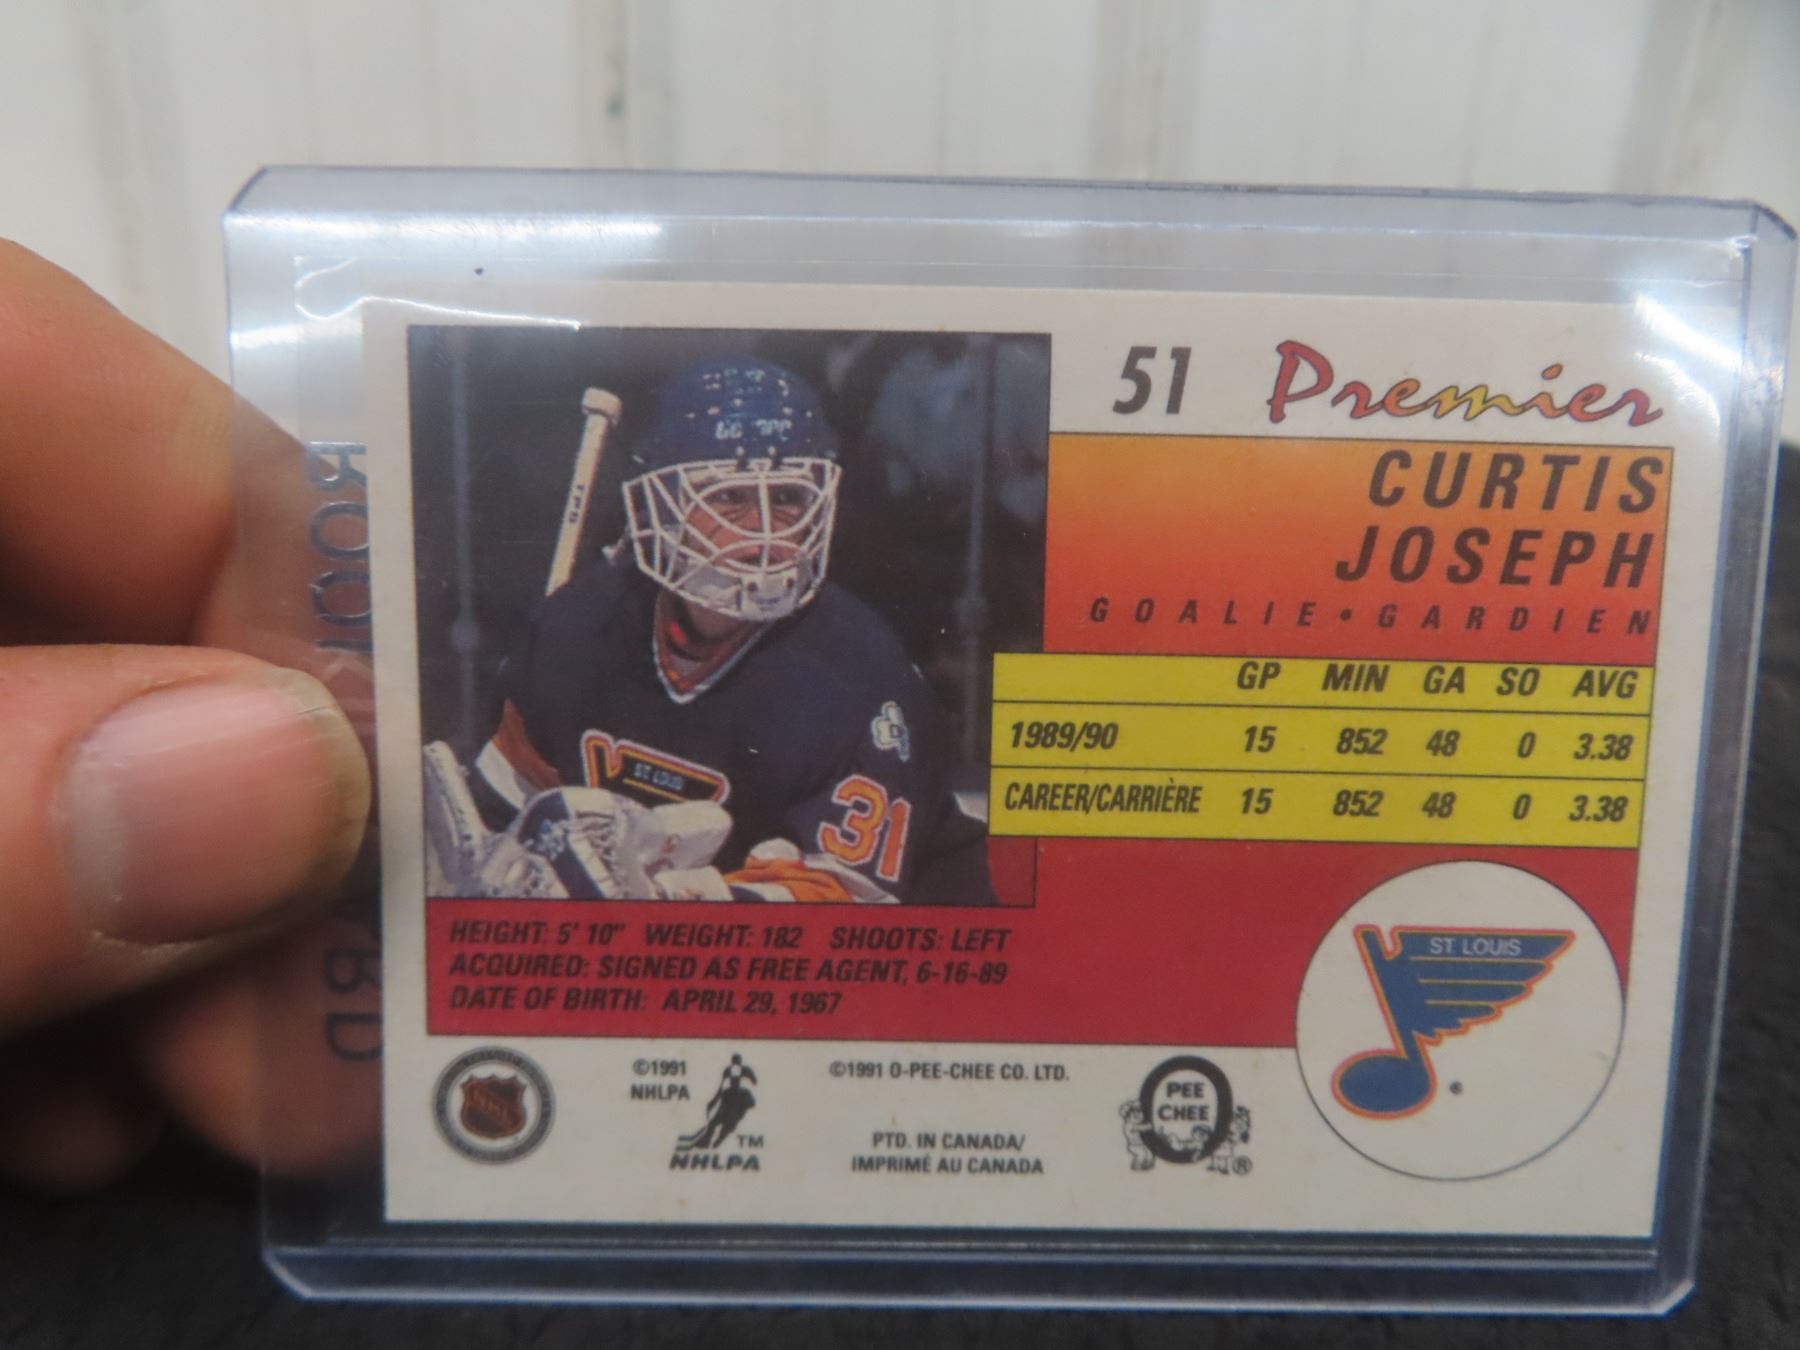 51 Premier
CURTIS
JOSEPH
GOALIE • GARDIEN
GP MIN GA SO AVG
1989/90 15 852 48 0 3.38
CAREER/CARRIÈRE 15 852 48 0 3.38
ST. LOUIS
31
HEIGHT: 5' 10" WEIGHT: 182 SHOOTS: LEFT
ACQUIRED: SIGNED AS FREE AGENT, 6-16-89
DATE OF BIRTH: APRIL 29, 1967
ST. LOUIS
NHL
©1991
NHLPA
TM
NHLPA
©1991 O-PEE-CHEE CO. LTD.
PTD. IN CANADA/
IMPRIMÉ AU CANADA
O
PEE
CHEE
®